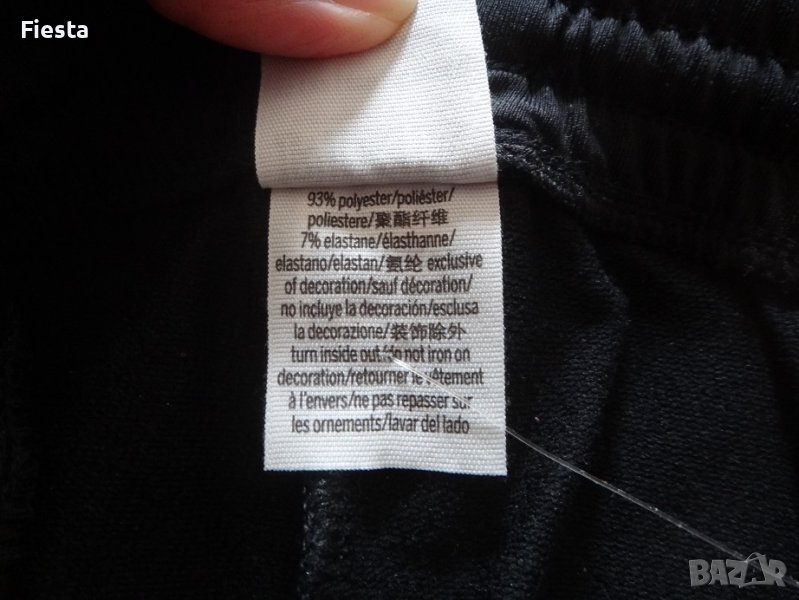 Fiesta
93% polyester/poliéster/
poliestere/聚酯纤维
7% elastane/élasthanne/
elastano/elastan/氨纶 exclusive
of decoration/sauf décoration/
no incluye la decoración/esclusa
la decorazione/装饰除外
turn inside out/do not iron on
decoration/retourner le vêtement
à l'envers/ne pas repasser sur
les ornements/lavar del lado
BAZAR